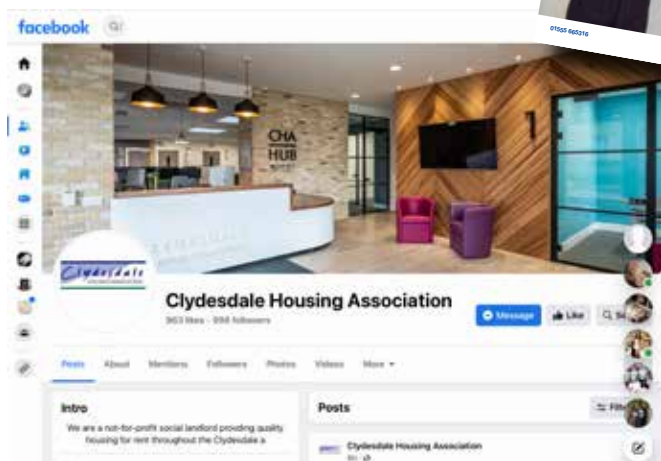 01555 665316
facebook
CHA
HUB
Clydesdale
Clydesdale Housing Association
963 likes · 998 followers
Message
Like
Posts
About
Mentions
Followers
Photos
Videos
More
Intro
Posts
We are a not-for-profit social landlord providing quality
housing for rent throughout the Clydesdale a
Clydesdale Housing Association